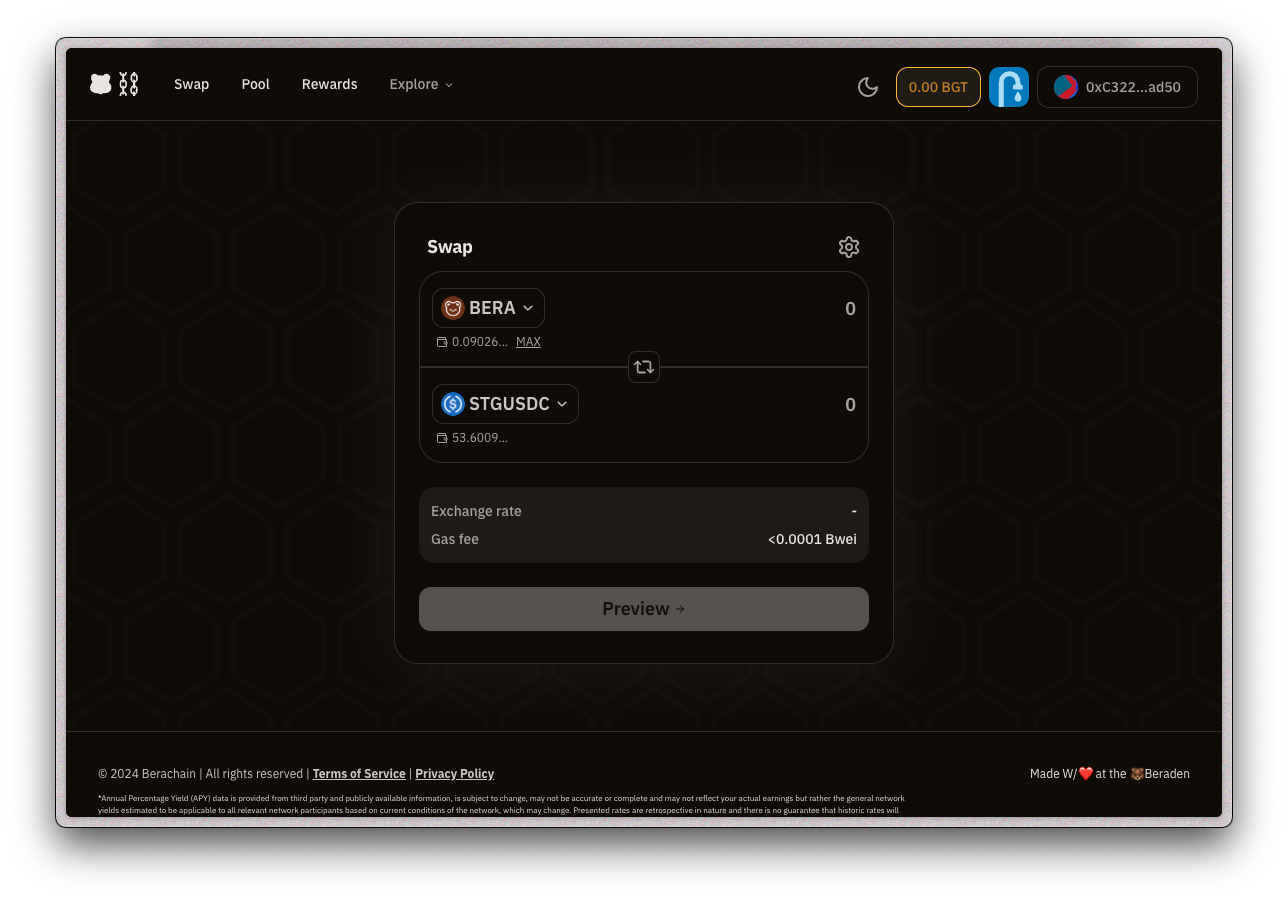 Swap Pool Rewards Explore 0.00 BGT 0xC322...ad50
Swap
BERA 0
0.09026... MAX
STGUSDC 0
53.6009...
Exchange rate -
Gas fee <0.0001 Bwei
Preview →
© 2024 Berachain | All rights reserved | Terms of Service | Privacy Policy Made W/❤️at the 🐻Beraden
*Annual Percentage Yield (APY) data is provided from third party and publicly available information, is subject to change, may not be accurate or complete and may not reflect your actual earnings but rather the general network
yields estimated to be applicable to all relevant network participants based on current conditions of the network, which may change. Presented rates are retrospective in nature and there is no guarantee that historic rates will